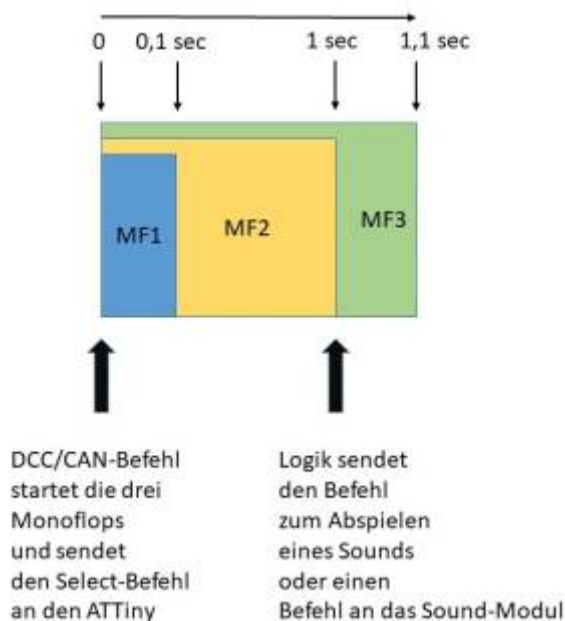 0 0,1 sec 1 sec 1,1 sec
MF1 MF2 MF3
DCC/CAN-Befehl
startet die drei
Monoflops
und sendet
den Select-Befehl
an den ATTiny
Logik sendet
den Befehl
zum Abspielen
eines Sounds
oder einen
Befehl an das Sound-Modul